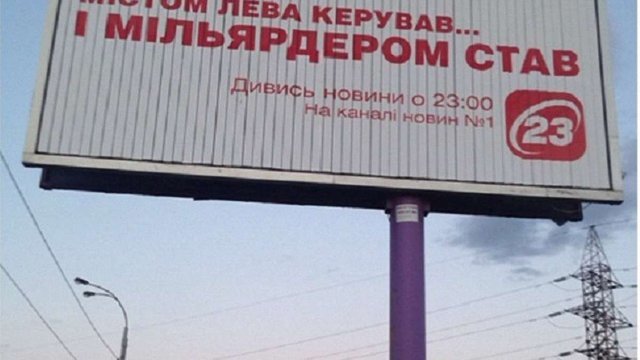 МІСТОМ ЛЕВА КЕРУВАВ...
І МІЛЬЯРДЕРОМ СТАВ
Дивись новини о 23:00
На каналі новин №1
23